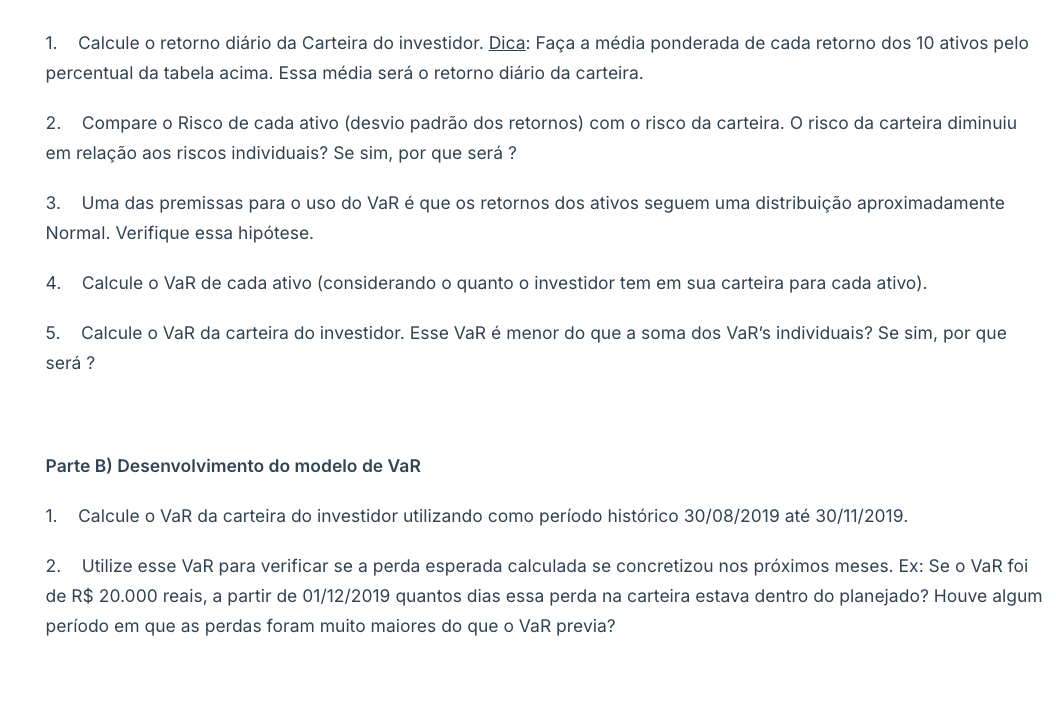 1. Calcule o retorno diário da Carteira do investidor. Dica: Faça a média ponderada de cada retorno dos 10 ativos pelo
percentual da tabela acima. Essa média será o retorno diário da carteira.
2. Compare o Risco de cada ativo (desvio padrão dos retornos) com o risco da carteira. O risco da carteira diminuiu
em relação aos riscos individuais? Se sim, por que será ?
3. Uma das premissas para o uso do VaR é que os retornos dos ativos seguem uma distribuição aproximadamente
Normal. Verifique essa hipótese.
4. Calcule o VaR de cada ativo (considerando o quanto o investidor tem em sua carteira para cada ativo).
5. Calcule o VaR da carteira do investidor. Esse VaR é menor do que a soma dos VaR’s individuais? Se sim, por que
será ?
Parte B) Desenvolvimento do modelo de VaR
1. Calcule o VaR da carteira do investidor utilizando como período histórico 30/08/2019 até 30/11/2019.
2. Utilize esse VaR para verificar se a perda esperada calculada se concretizou nos próximos meses. Ex: Se o VaR foi
de R$ 20.000 reais, a partir de 01/12/2019 quantos dias essa perda na carteira estava dentro do planejado? Houve algum
período em que as perdas foram muito maiores do que o VaR previa?